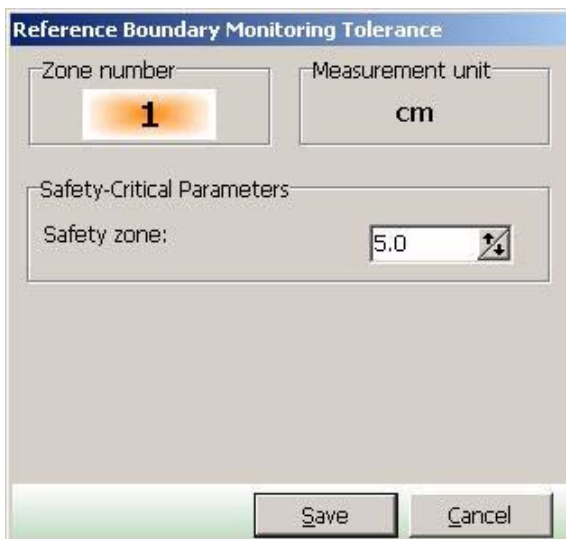 Reference Boundary Monitoring Tolerance
Zone number
Measurement unit
1
cm
Safety-Critical Parameters
Safety zone:
5.0
Save
Cancel